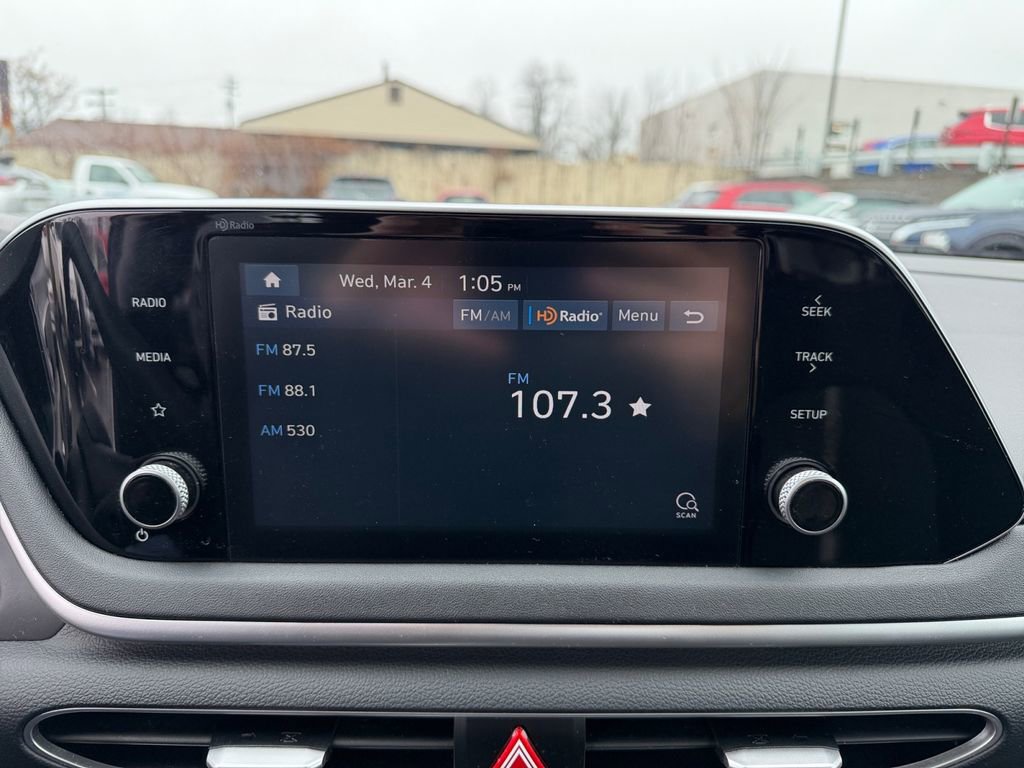 HD Radio
Wed, Mar. 4 1:05 PM
Radio
FM/AM HD Radio Menu
FM 87.5
FM 88.1
AM 530
FM
107.3
SCAN
RADIO
MEDIA
SEEK
TRACK
SETUP